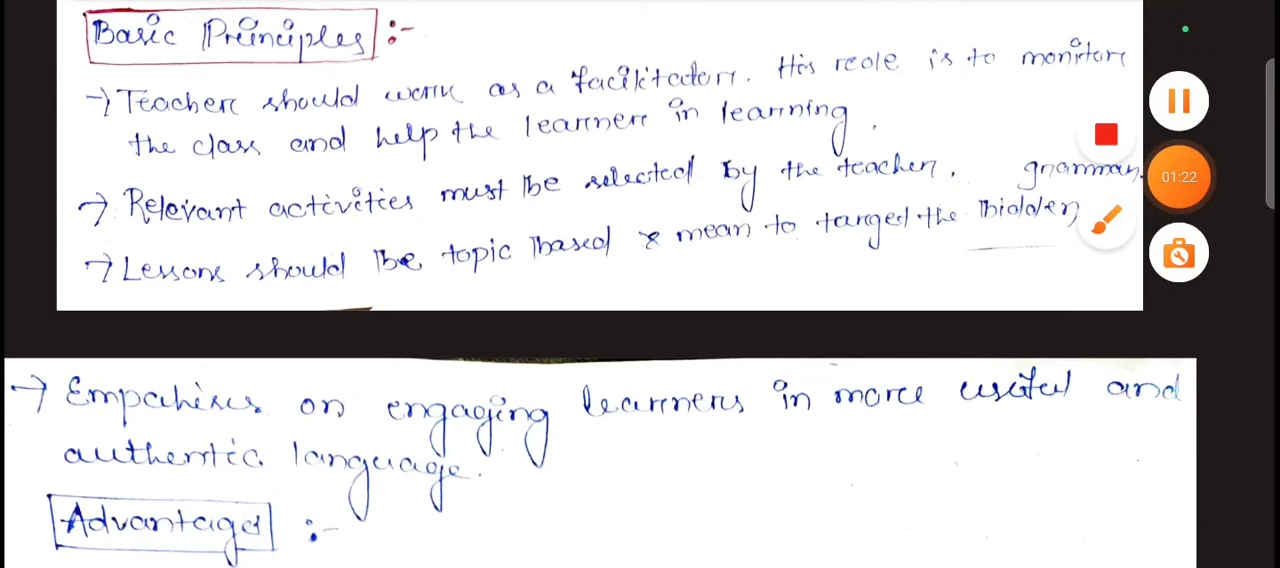 Basic Principles :-
→ Teacher should work as a facilitator. His role is to monitor
the class and help the learner in learning.
→ Relevant activities must be selected by the teacher.
grammar.
→ Lessons should be topic based & mean to target the hidden
→ Empahises on engaging learners in more useful and
authentic language.
Advantages :-
01:22